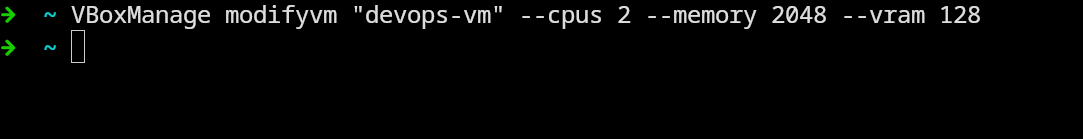 ➜  ~ VBoxManage modifyvm "devops-vm" --cpus 2 --memory 2048 --vram 128
➜  ~